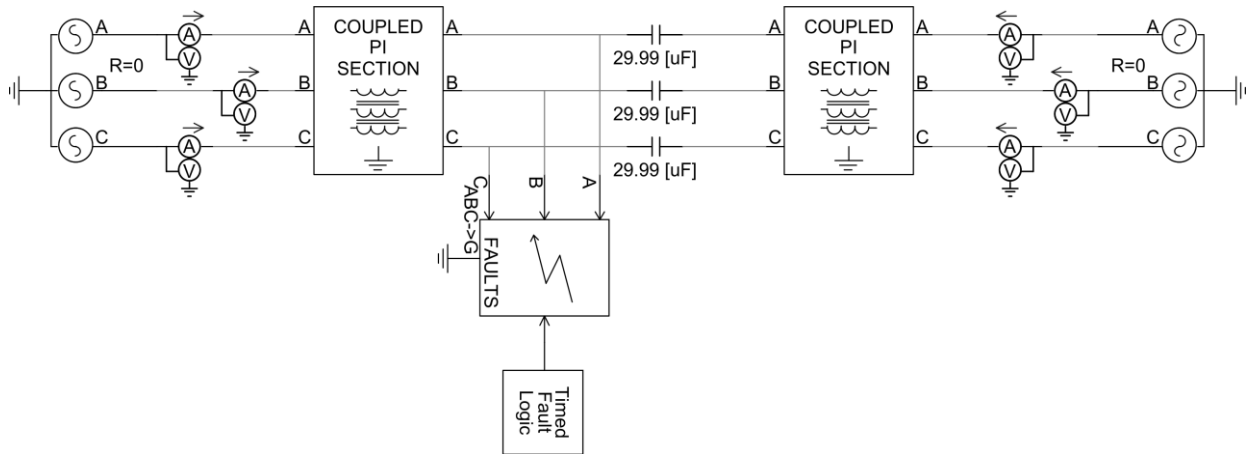 A
A
V
A
COUPLED
PI
SECTION
A
29.99 [uF]
A
COUPLED
PI
SECTION
A
A
V
A
R=0
B
A
V
B
B
29.99 [uF]
B
B
A
V
R=0
B
C
A
V
C
C
29.99 [uF]
C
C
A
V
C
C
B
A
ABC->G
FAULTS
Timed
Fault
Logic